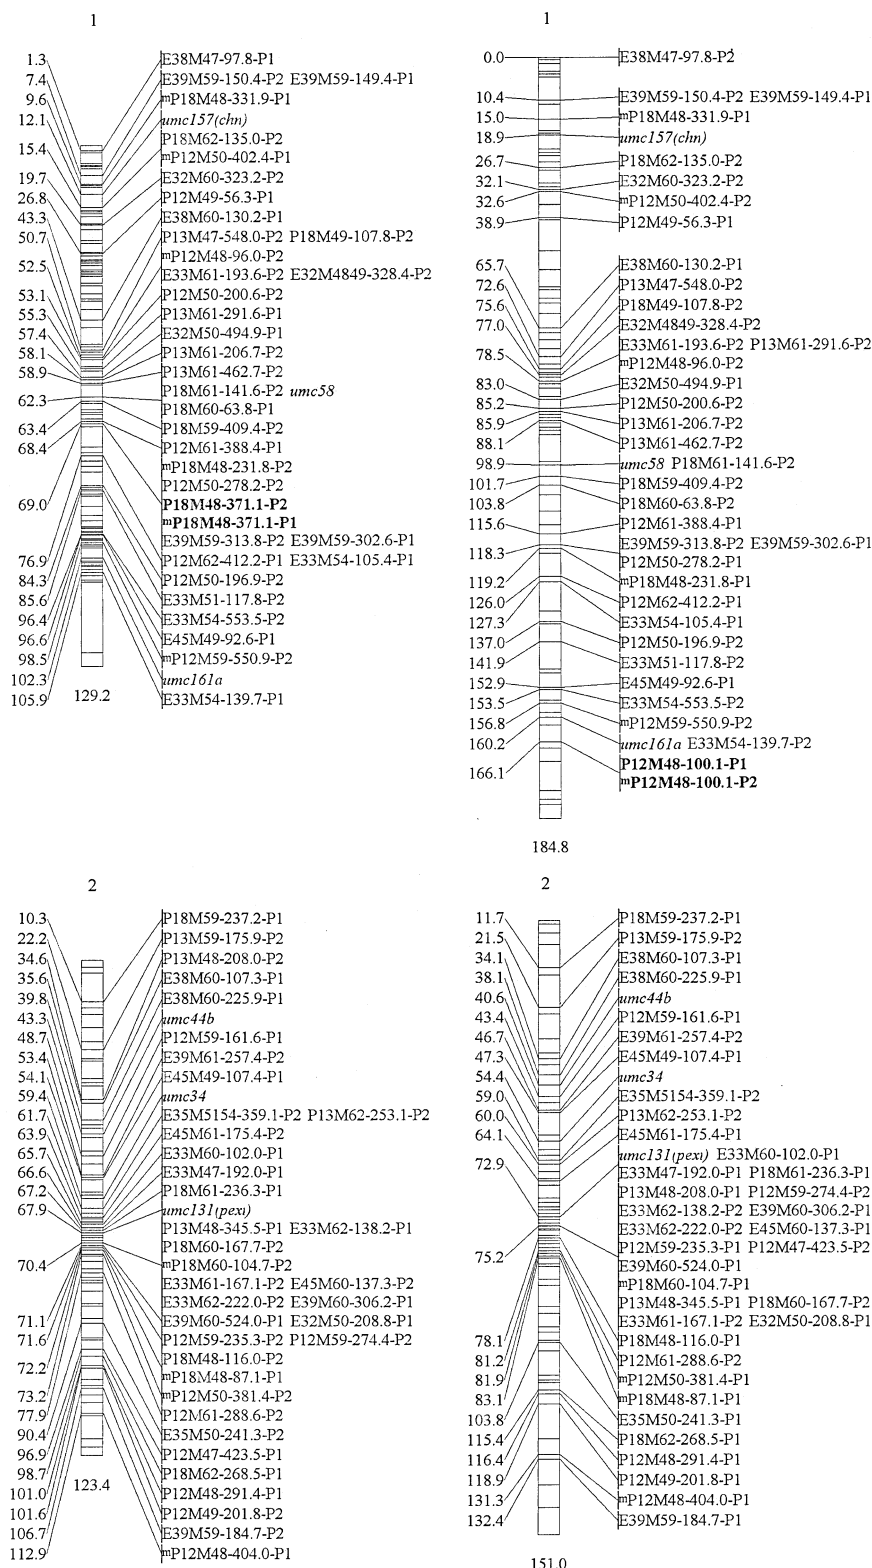 1
1.3 E38M47-97.8-P1
7.4 E39M59-150.4-P2 E39M59-149.4-P1
9.6 mP18M48-331.9-P1
12.1 umc157(chn)
15.4 P18M62-135.0-P2
mP12M50-402.4-P1
19.7 E32M60-323.2-P2
26.8 P12M49-56.3-P1
43.3 E38M60-130.2-P1
50.7 P13M47-548.0-P2 P18M49-107.8-P2
mP12M48-96.0-P2
52.5 E33M61-193.6-P2 E32M4849-328.4-P2
53.1 P12M50-200.6-P2
55.3 P13M61-291.6-P1
57.4 E32M50-494.9-P1
58.1 P13M61-206.7-P2
58.9 P13M61-462.7-P2
P18M61-141.6-P2 umc58
62.3 P18M60-63.8-P1
63.4 P18M59-409.4-P2
68.4 P12M61-388.4-P1
mP18M48-231.8-P2
P12M50-278.2-P2
69.0 P18M48-371.1-P2
mP18M48-371.1-P1
E39M59-313.8-P2 E39M59-302.6-P1
76.9 P12M62-412.2-P1 E33M54-105.4-P1
84.3 P12M50-196.9-P2
85.6 E33M51-117.8-P2
96.4 E33M54-553.5-P2
96.6 E45M49-92.6-P1
98.5 mP12M59-550.9-P2
102.3 umc161a
105.9 E33M54-139.7-P1
129.2
1
0.0 E38M47-97.8-P2
10.4 E39M59-150.4-P2 E39M59-149.4-P1
15.0 mP18M48-331.9-P1
18.9 umc157(chn)
26.7 P18M62-135.0-P2
32.1 E32M60-323.2-P2
32.6 mP12M50-402.4-P2
38.9 P12M49-56.3-P1
65.7 E38M60-130.2-P1
72.6 P13M47-548.0-P2
75.6 P18M49-107.8-P2
77.0 E32M4849-328.4-P2
E33M61-193.6-P2 P13M61-291.6-P2
78.5 mP12M48-96.0-P2
83.0 E32M50-494.9-P1
85.2 P12M50-200.6-P2
85.9 P13M61-206.7-P2
88.1 P13M61-462.7-P2
98.9 umc58 P18M61-141.6-P2
101.7 P18M59-409.4-P2
103.8 P18M60-63.8-P2
115.6 P12M61-388.4-P1
E39M59-313.8-P2 E39M59-302.6-P1
118.3 P12M50-278.2-P1
119.2 mP18M48-231.8-P1
126.0 P12M62-412.2-P1
127.3 E33M54-105.4-P1
137.0 P12M50-196.9-P2
141.9 E33M51-117.8-P2
152.9 E45M49-92.6-P1
153.5 E33M54-553.5-P2
156.8 mP12M59-550.9-P2
160.2 umc161a E33M54-139.7-P2
P12M48-100.1-P1
166.1 mP12M48-100.1-P2
184.8
2
10.3 P18M59-237.2-P1
22.2 P13M59-175.9-P2
34.6 P13M48-208.0-P2
35.6 E38M60-107.3-P1
39.8 E38M60-225.9-P1
43.3 umc44b
48.7 P12M59-161.6-P1
53.4 E39M61-257.4-P2
54.1 E45M49-107.4-P1
59.4 umc34
61.7 E35M5154-359.1-P2 P13M62-253.1-P2
63.9 E45M61-175.4-P2
65.7 E33M60-102.0-P1
66.6 E33M47-192.0-P1
67.2 P18M61-236.3-P1
67.9 umc131(pex1)
P13M48-345.5-P1 E33M62-138.2-P1
P18M60-167.7-P2
70.4 mP18M60-104.7-P2
E33M61-167.1-P2 E45M60-137.3-P2
E33M62-222.0-P2 E39M60-306.2-P1
71.1 E39M60-524.0-P1 E32M50-208.8-P1
71.6 P12M59-235.3-P2 P12M59-274.4-P2
P18M48-116.0-P2
72.2 mP18M48-87.1-P1
73.2 mP12M50-381.4-P2
77.9 P12M61-288.6-P2
90.4 E35M50-241.3-P2
96.9 P12M47-423.5-P1
98.7 P18M62-268.5-P1
101.0 P12M48-291.4-P1
101.6 P12M49-201.8-P2
106.7 E39M59-184.7-P2
112.9 mP12M48-404.0-P1
123.4
2
11.7 P18M59-237.2-P1
21.5 P13M59-175.9-P2
34.1 E38M60-107.3-P1
38.1 E38M60-225.9-P1
40.6 umc44b
43.4 P12M59-161.6-P1
46.7 E39M61-257.4-P2
47.3 E45M49-107.4-P1
54.4 umc34
59.0 E35M5154-359.1-P2
60.0 P13M62-253.1-P2
64.1 E45M61-175.4-P1
umc131(pex1) E33M60-102.0-P1
72.9 E33M47-192.0-P1 P18M61-236.3-P1
P13M48-208.0-P1 P12M59-274.4-P2
E33M62-138.2-P2 E39M60-306.2-P1
E33M62-222.0-P2 E45M60-137.3-P1
75.2 P12M59-235.3-P1 P12M47-423.5-P2
E39M60-524.0-P1
mP18M60-104.7-P1
P13M48-345.5-P1 P18M60-167.7-P2
E33M61-167.1-P2 E32M50-208.8-P1
78.1 P18M48-116.0-P1
81.2 P12M61-288.6-P2
81.9 mP12M50-381.4-P1
83.1 mP18M48-87.1-P1
103.8 E35M50-241.3-P1
115.4 P18M62-268.5-P1
116.4 P12M48-291.4-P1
118.9 P12M49-201.8-P1
131.3 mP12M48-404.0-P1
132.4 E39M59-184.7-P1
151.0